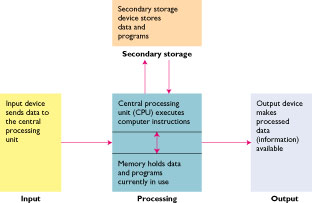 Secondary storage
device stores
data and
programs
Secondary storage
Input device
sends data to
the central
processing
unit
Central processing
unit (CPU) executes
computer instructions
Memory holds data
and programs
currently in use
Output device
makes
processed
data
(information)
available
Input
Processing
Output